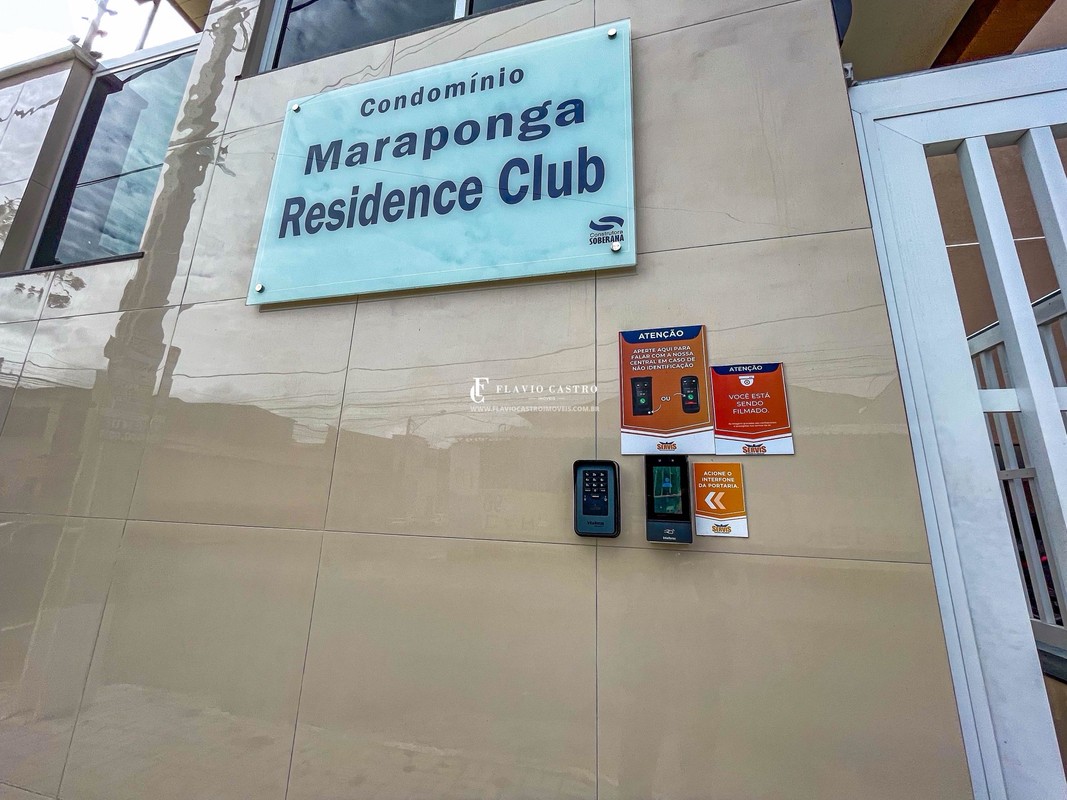 Condomínio
Maraponga
Residence Club
Construtora
SOBERANA
ATENÇÃO
APERTE AQUI PARA
FALAR COM A NOSSA
CENTRAL EM CASO DE
NÃO IDENTIFICAÇÃO
OU
SERVIS
ATENÇÃO
VOCÊ ESTÁ
SENDO
FILMADO.
SERVIS
FLAVIO CASTRO
WWW.FLAVIOCASTROIMOVEIS.COM.BR
ACIONE O
INTERFONE
DA PORTARIA.
SERVIS